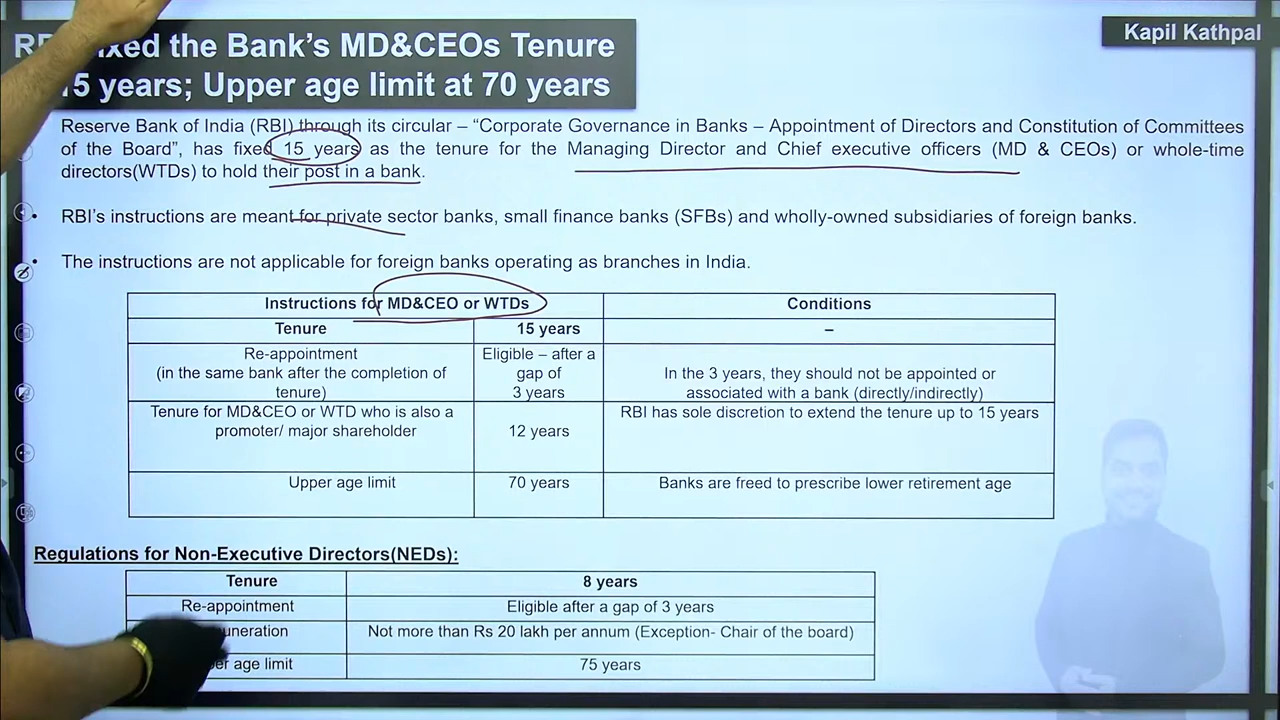 Kapil Kathpal
the Bank's MD&CEOs Tenure
years; Upper age limit at 70 years
Reserve Bank of India (RBI) through its circular – "Corporate Governance in Banks – Appointment of Directors and Constitution of Committees
of the Board", has fixed 15 years as the tenure for the Managing Director and Chief executive officers (MD & CEOs) or whole-time
directors(WTDs) to hold their post in a bank.
• RBI's instructions are meant for private sector banks, small finance banks (SFBs) and wholly-owned subsidiaries of foreign banks.
• The instructions are not applicable for foreign banks operating as branches in India.
Instructions for MD&CEO or WTDs Conditions
Tenure 15 years –
Re-appointment
(in the same bank after the completion of
tenure)
Eligible – after a
gap of
3 years
In the 3 years, they should not be appointed or
associated with a bank (directly/indirectly)
Tenure for MD&CEO or WTD who is also a
promoter/ major shareholder
12 years
RBI has sole discretion to extend the tenure up to 15 years
Upper age limit 70 years Banks are freed to prescribe lower retirement age
Regulations for Non-Executive Directors(NEDs):
Tenure 8 years
Re-appointment Eligible after a gap of 3 years
Not more than Rs 20 lakh per annum (Exception- Chair of the board)
age limit 75 years